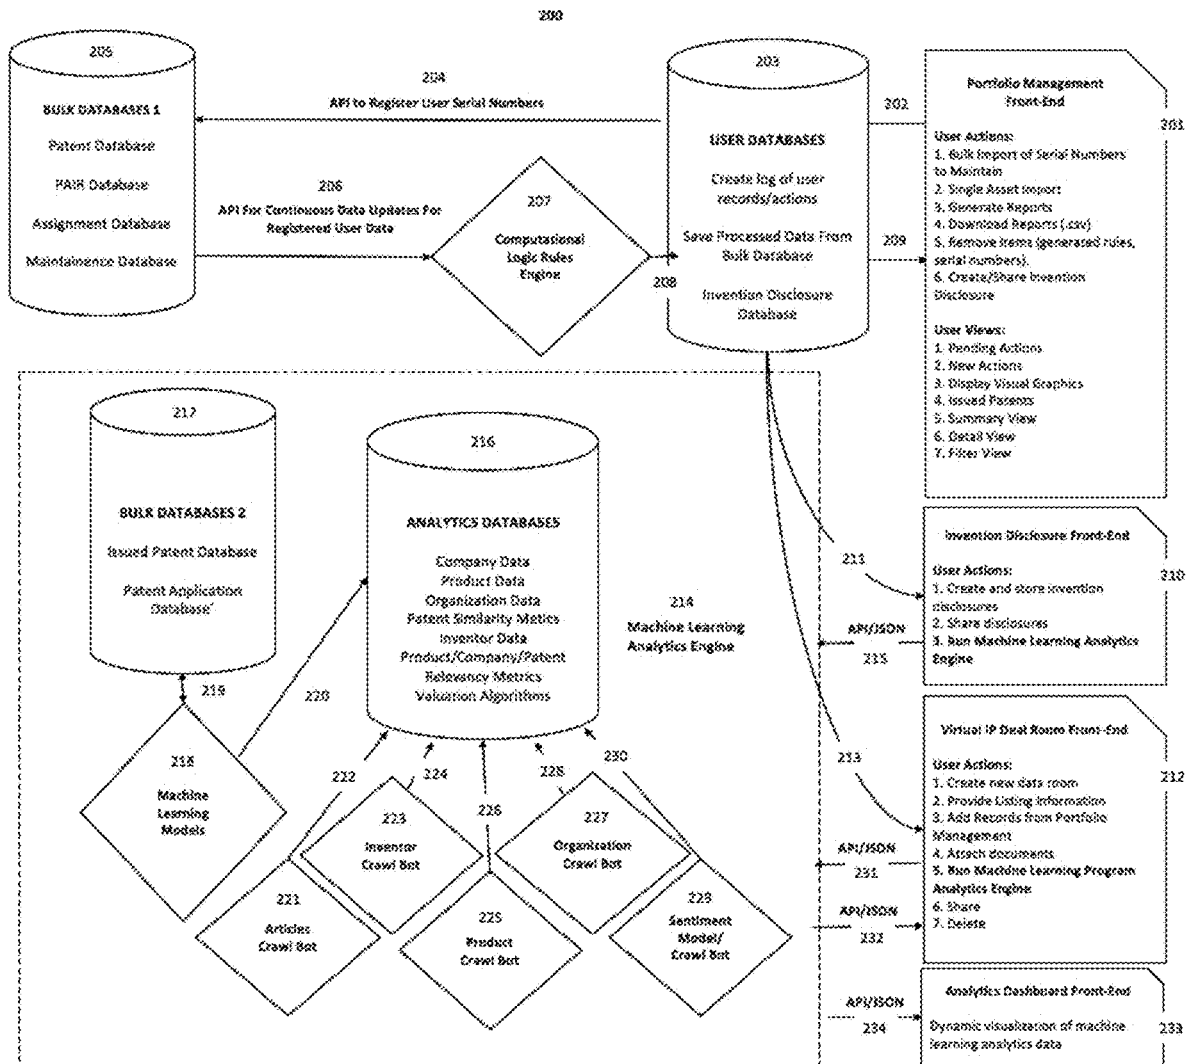 200
205
BULK DATABASES 1
Patent Database
PAIR Database
Assignment Database
Maintainence Database
204
API to Register User Serial Numbers
206
API For Continuous Data Updates For
Registered User Data
207
Computational
Logic Rules
Engine
208
203
USER DATABASES
Create log of user
records/actions
Save Processed Data From
Bulk Database
Invention Disclosure
Database
202
209
Portfolio Management
Front-End
201
User Actions:
1. Bulk Import of Serial Numbers
to Maintain
2. Single Asset Import
3. Generate Reports
4. Download Reports (.csv)
5. Remove Items (generated rules,
serial numbers).
6. Create/Share Invention
Disclosure
User Views:
1. Pending Actions
2. New Actions
3. Display Visual Graphics
4. Issued Patents
5. Summary View
6. Detail View
7. Filter View
217
BULK DATABASES 2
Issued Patent Database
Patent Application
Database'
216
ANALYTICS DATABASES
Company Data
Product Data
Organization Data
Patent Similarity Metics
Inventor Data
Product/Company/Patent
Relevancy Metrics
Valuation Algorithms
214
Machine Learning
Analytics Engine
211
213
Invention Disclosure Front-End
210
User Actions:
1. Create and store invention
disclosures
2. Share disclosures
3. Run Machine Learning Analytics
Engine
API/JSON
215
219
220
218
Machine
Learning
Models
222
224
226
228
230
221
Articles
Crawl Bot
223
Inventor
Crawl Bot
225
Product
Crawl Bot
227
Organization
Crawl Bot
229
Sentiment
Model/
Crawl Bot
Virtual IP Deal Room Front-End
212
User Actions:
1. Create new data room
2. Provide Listing Information
3. Add Records from Portfolio
Management
4. Attach documents
5. Run Machine Learning Program
Analytics Engine
6. Share
7. Delete
API/JSON
231
API/JSON
232
API/JSON
234
Analytics Dashboard Front-End
Dynamic visualization of machine
learning analytics data
233